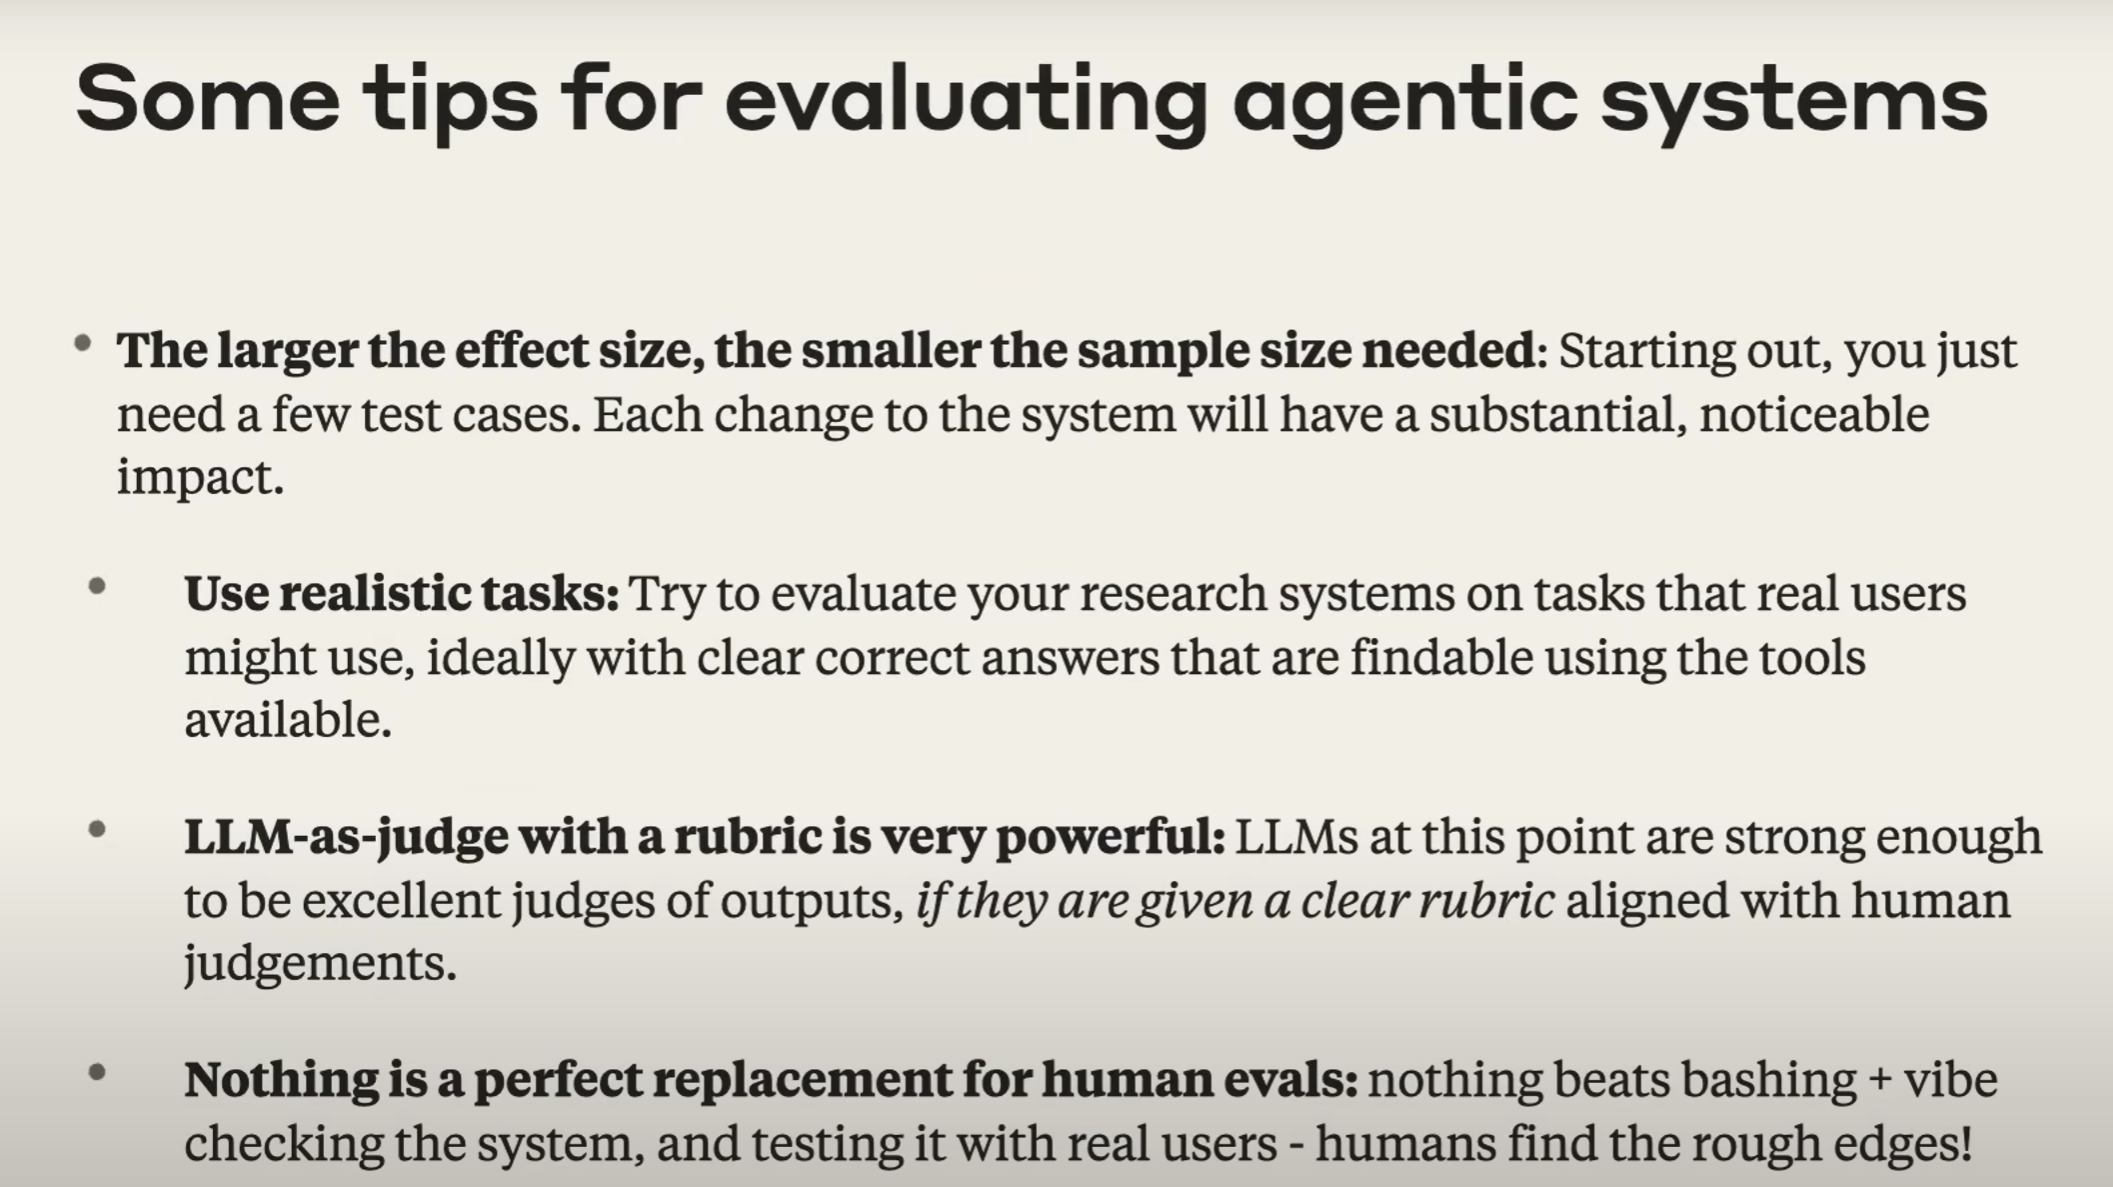 Some tips for evaluating agentic systems
• The larger the effect size, the smaller the sample size needed: Starting out, you just
need a few test cases. Each change to the system will have a substantial, noticeable
impact.
• Use realistic tasks: Try to evaluate your research systems on tasks that real users
might use, ideally with clear correct answers that are findable using the tools
available.
• LLM-as-judge with a rubric is very powerful: LLMs at this point are strong enough
to be excellent judges of outputs, if they are given a clear rubric aligned with human
judgements.
• Nothing is a perfect replacement for human evals: nothing beats bashing + vibe
checking the system, and testing it with real users - humans find the rough edges!